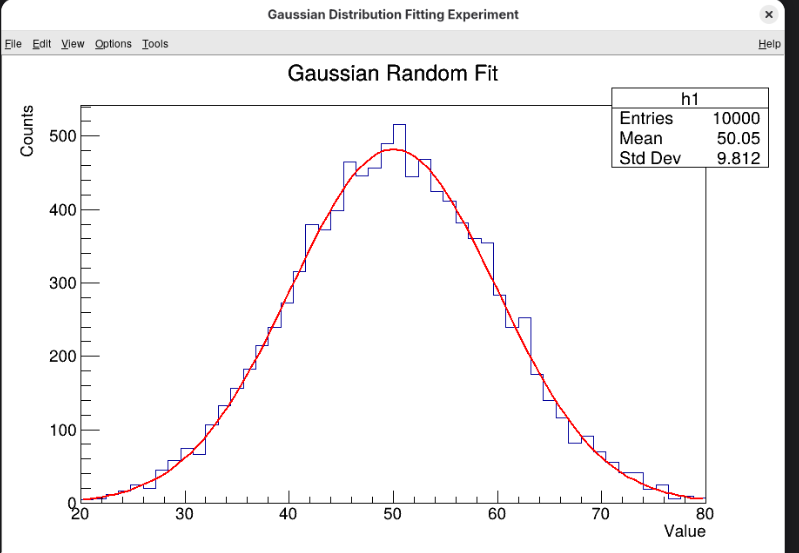 Gaussian Distribution Fitting Experiment
File Edit View Options Tools Help
Gaussian Random Fit
h1
Entries 10000
Mean 50.05
Std Dev 9.812
Counts
500
400
300
200
100
0
20 30 40 50 60 70 80
Value